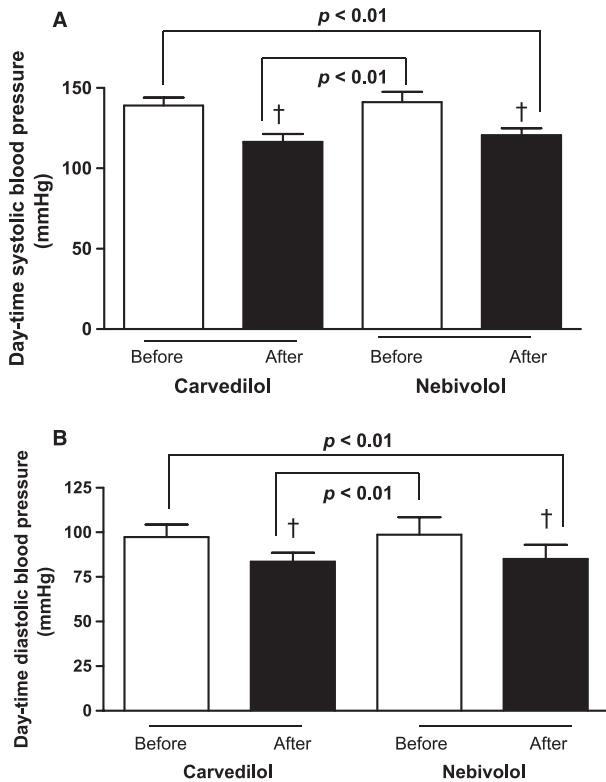 A
p < 0.01
p < 0.01
Day-time systolic blood pressure
(mmHg)
150
100
50
0
†
†
Before After Before After
Carvedilol Nebivolol
B
p < 0.01
p < 0.01
Day-time diastolic blood pressure
(mmHg)
125
100
75
50
25
0
†
†
Before After Before After
Carvedilol Nebivolol